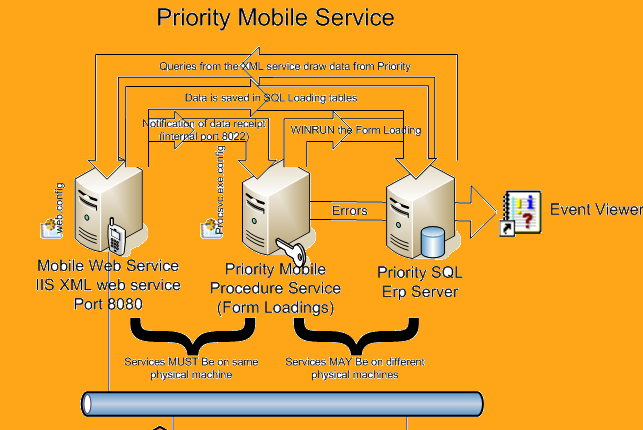 Priority Mobile Service
Queries from the XML service draw data from Priority
Data is saved in SQL Loading tables
Notification of data receipt
(internal port 8022)
WINRUN the Form Loading
web.config
Procsvc.exe.config
Errors
Event Viewer
Mobile Web Service
IIS XML web service
Port 8080
Priority Mobile
Procedure Service
(Form Loadings)
Priority SQL
Erp Server
Services MUST Be on same
physical machine
Services MAY Be on different
physical machines